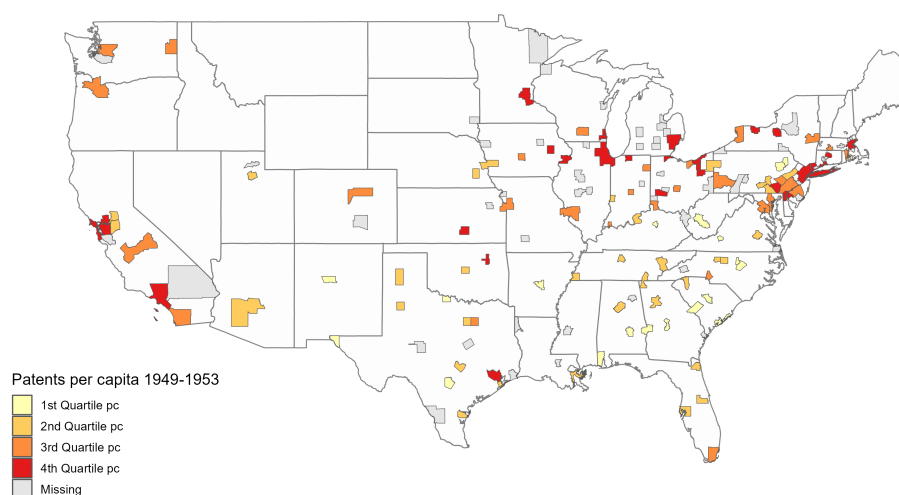 Patents per capita 1949-1953
1st Quartile pc
2nd Quartile pc
3rd Quartile pc
4th Quartile pc
Missing